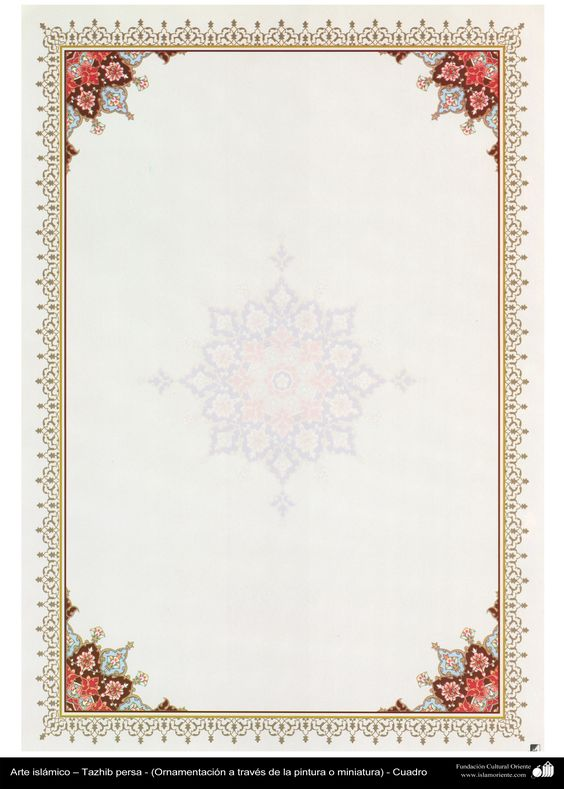 Arte islámico – Tazhib persa - (Ornamentación a través de la pintura o miniatura) - Cuadro
Fundación Cultural Oriente
www.islamoriente.com